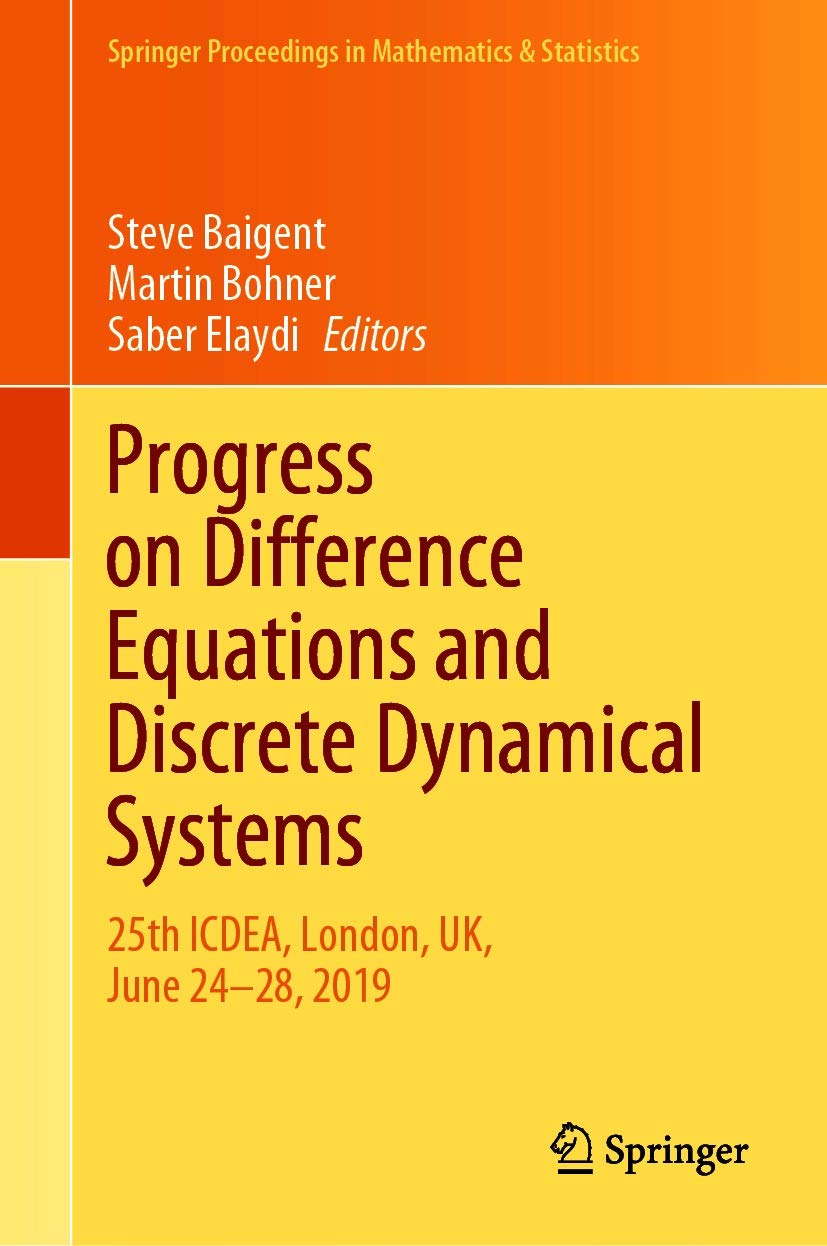 Springer Proceedings in Mathematics & Statistics
Steve Baigent
Martin Bohner
Saber Elaydi Editors
Progress
on Difference
Equations and
Discrete Dynamical
Systems
25th ICDEA, London, UK,
June 24–28, 2019
Springer